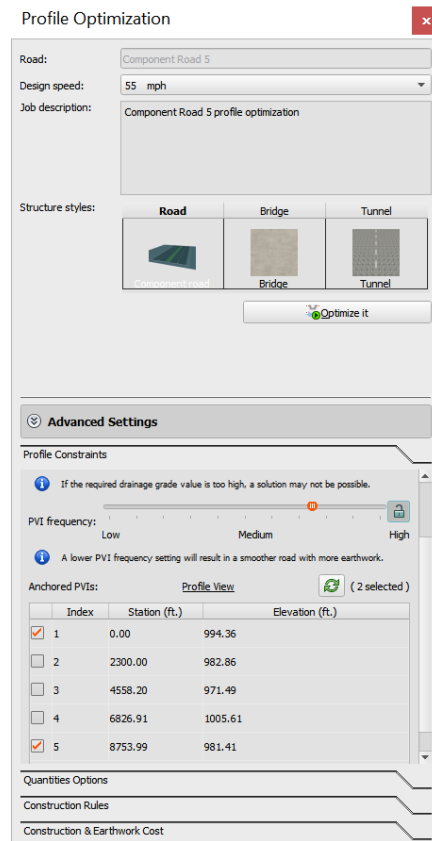 Profile Optimization
x
Road: Component Road 5
Design speed: 55 mph
Job description: Component Road 5 profile optimization
Structure styles: Road Bridge Tunnel
Component road Bridge Tunnel
Optimize it
Advanced Settings
Profile Constraints
If the required drainage grade value is too high, a solution may not be possible.
PVI frequency:
Low Medium High
A lower PVI frequency setting will result in a smoother road with more earthwork.
Anchored PVIs: Profile View ( 2 selected )
Index Station (ft.) Elevation (ft.)
1 0.00 994.36
2 2300.00 982.86
3 4558.20 971.49
4 6826.91 1005.61
5 8753.99 981.41
Quantities Options
Construction Rules
Construction & Earthwork Cost